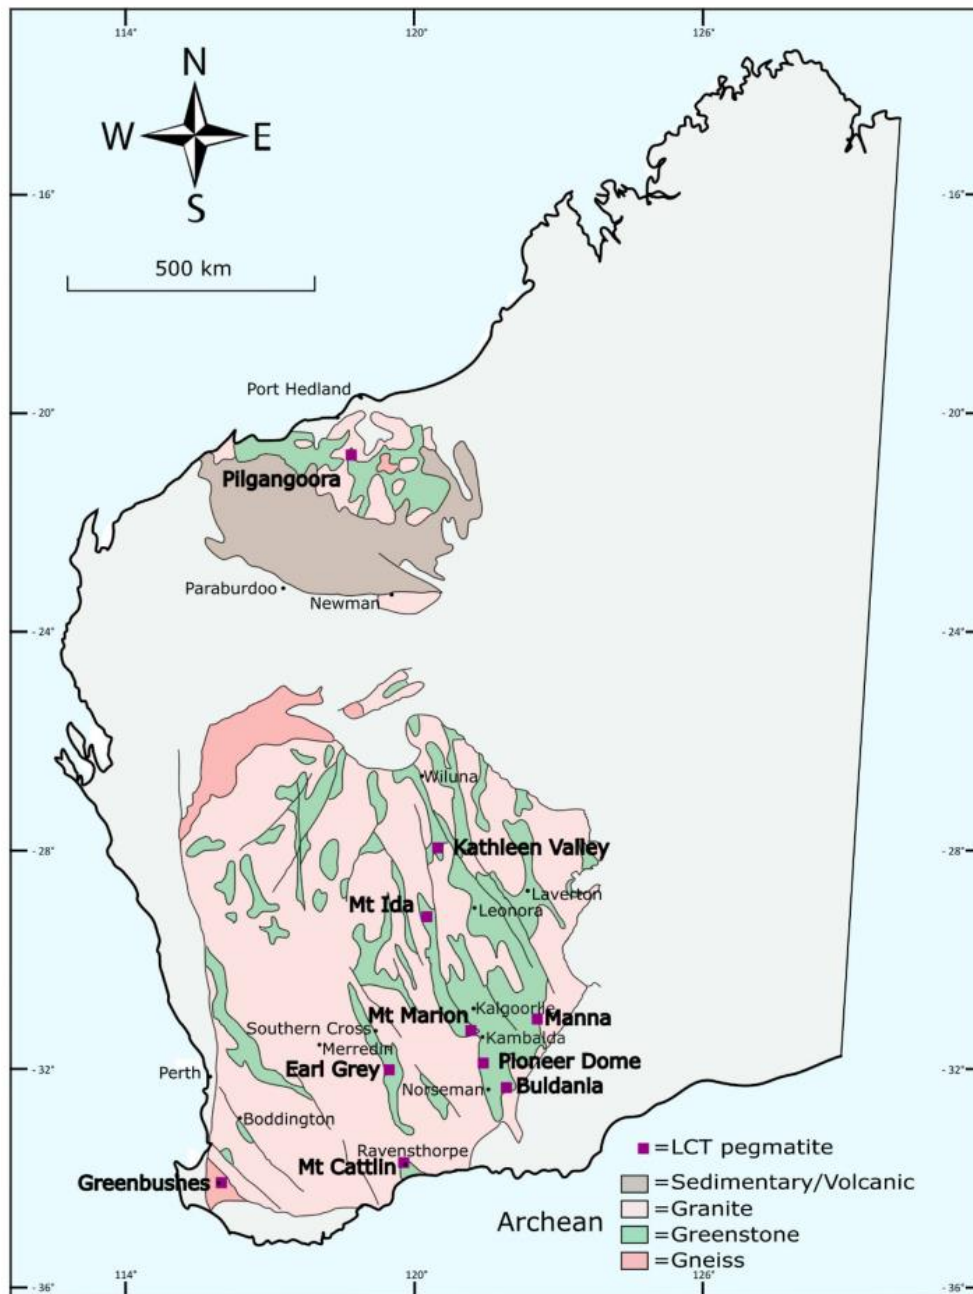 114°
120°
126°
N
W
E
S
- 16°
-16°
500 km
Port Hedland
- 20°
-20°
Pilgangoora
Paraburdoo
Newman
- 24°
-24°
Wiluna
- 28°
-28°
Kathleen Valley
Laverton
Mt Ida
Leonora
Kalgoorlie
Mt Marion
Manna
Southern Cross
Kambalda
Merredin
Earl Grey
Pioneer Dome
- 32°
-32°
Perth
Norseman
Buldania
Boddington
Ravensthorpe
Mt Cattlin
Greenbushes
Archean
=LCT pegmatite
=Sedimentary/Volcanic
=Granite
=Greenstone
=Gneiss
114°
120°
126°
- 36°
-36°